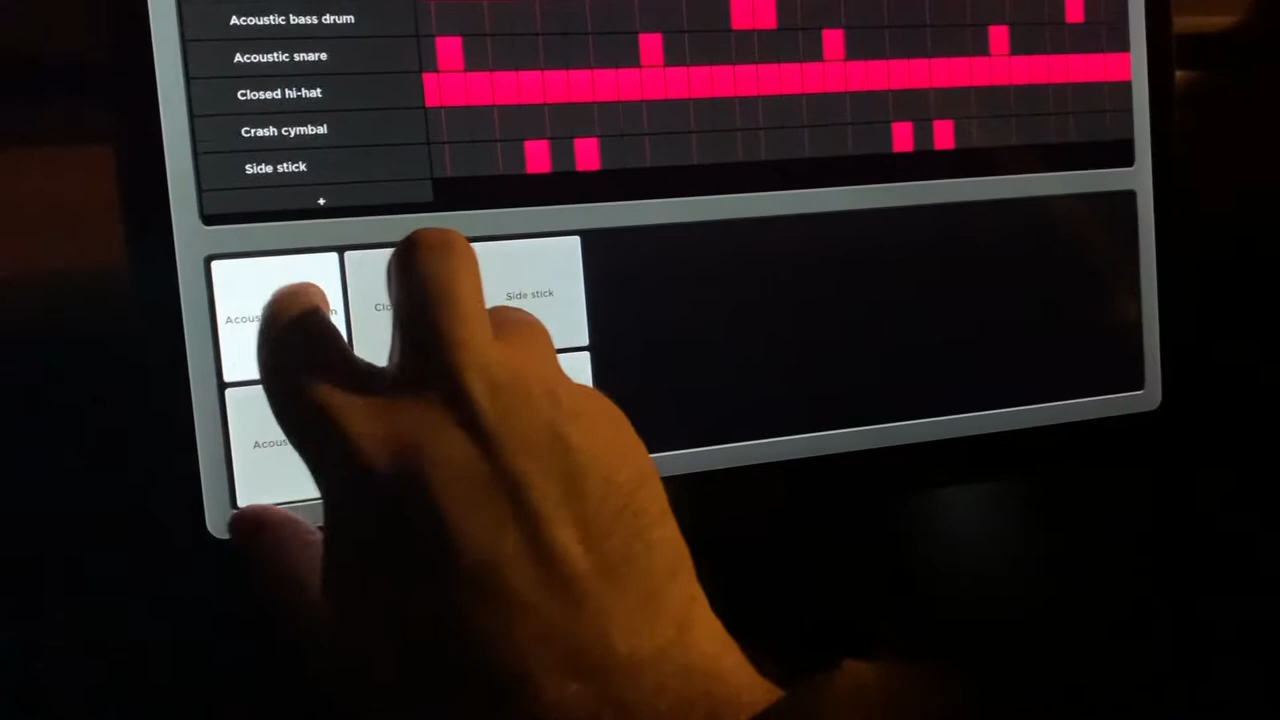 Acoustic bass drum
Acoustic snare
Closed hi-hat
Crash cymbal
Side stick
+
Side stick